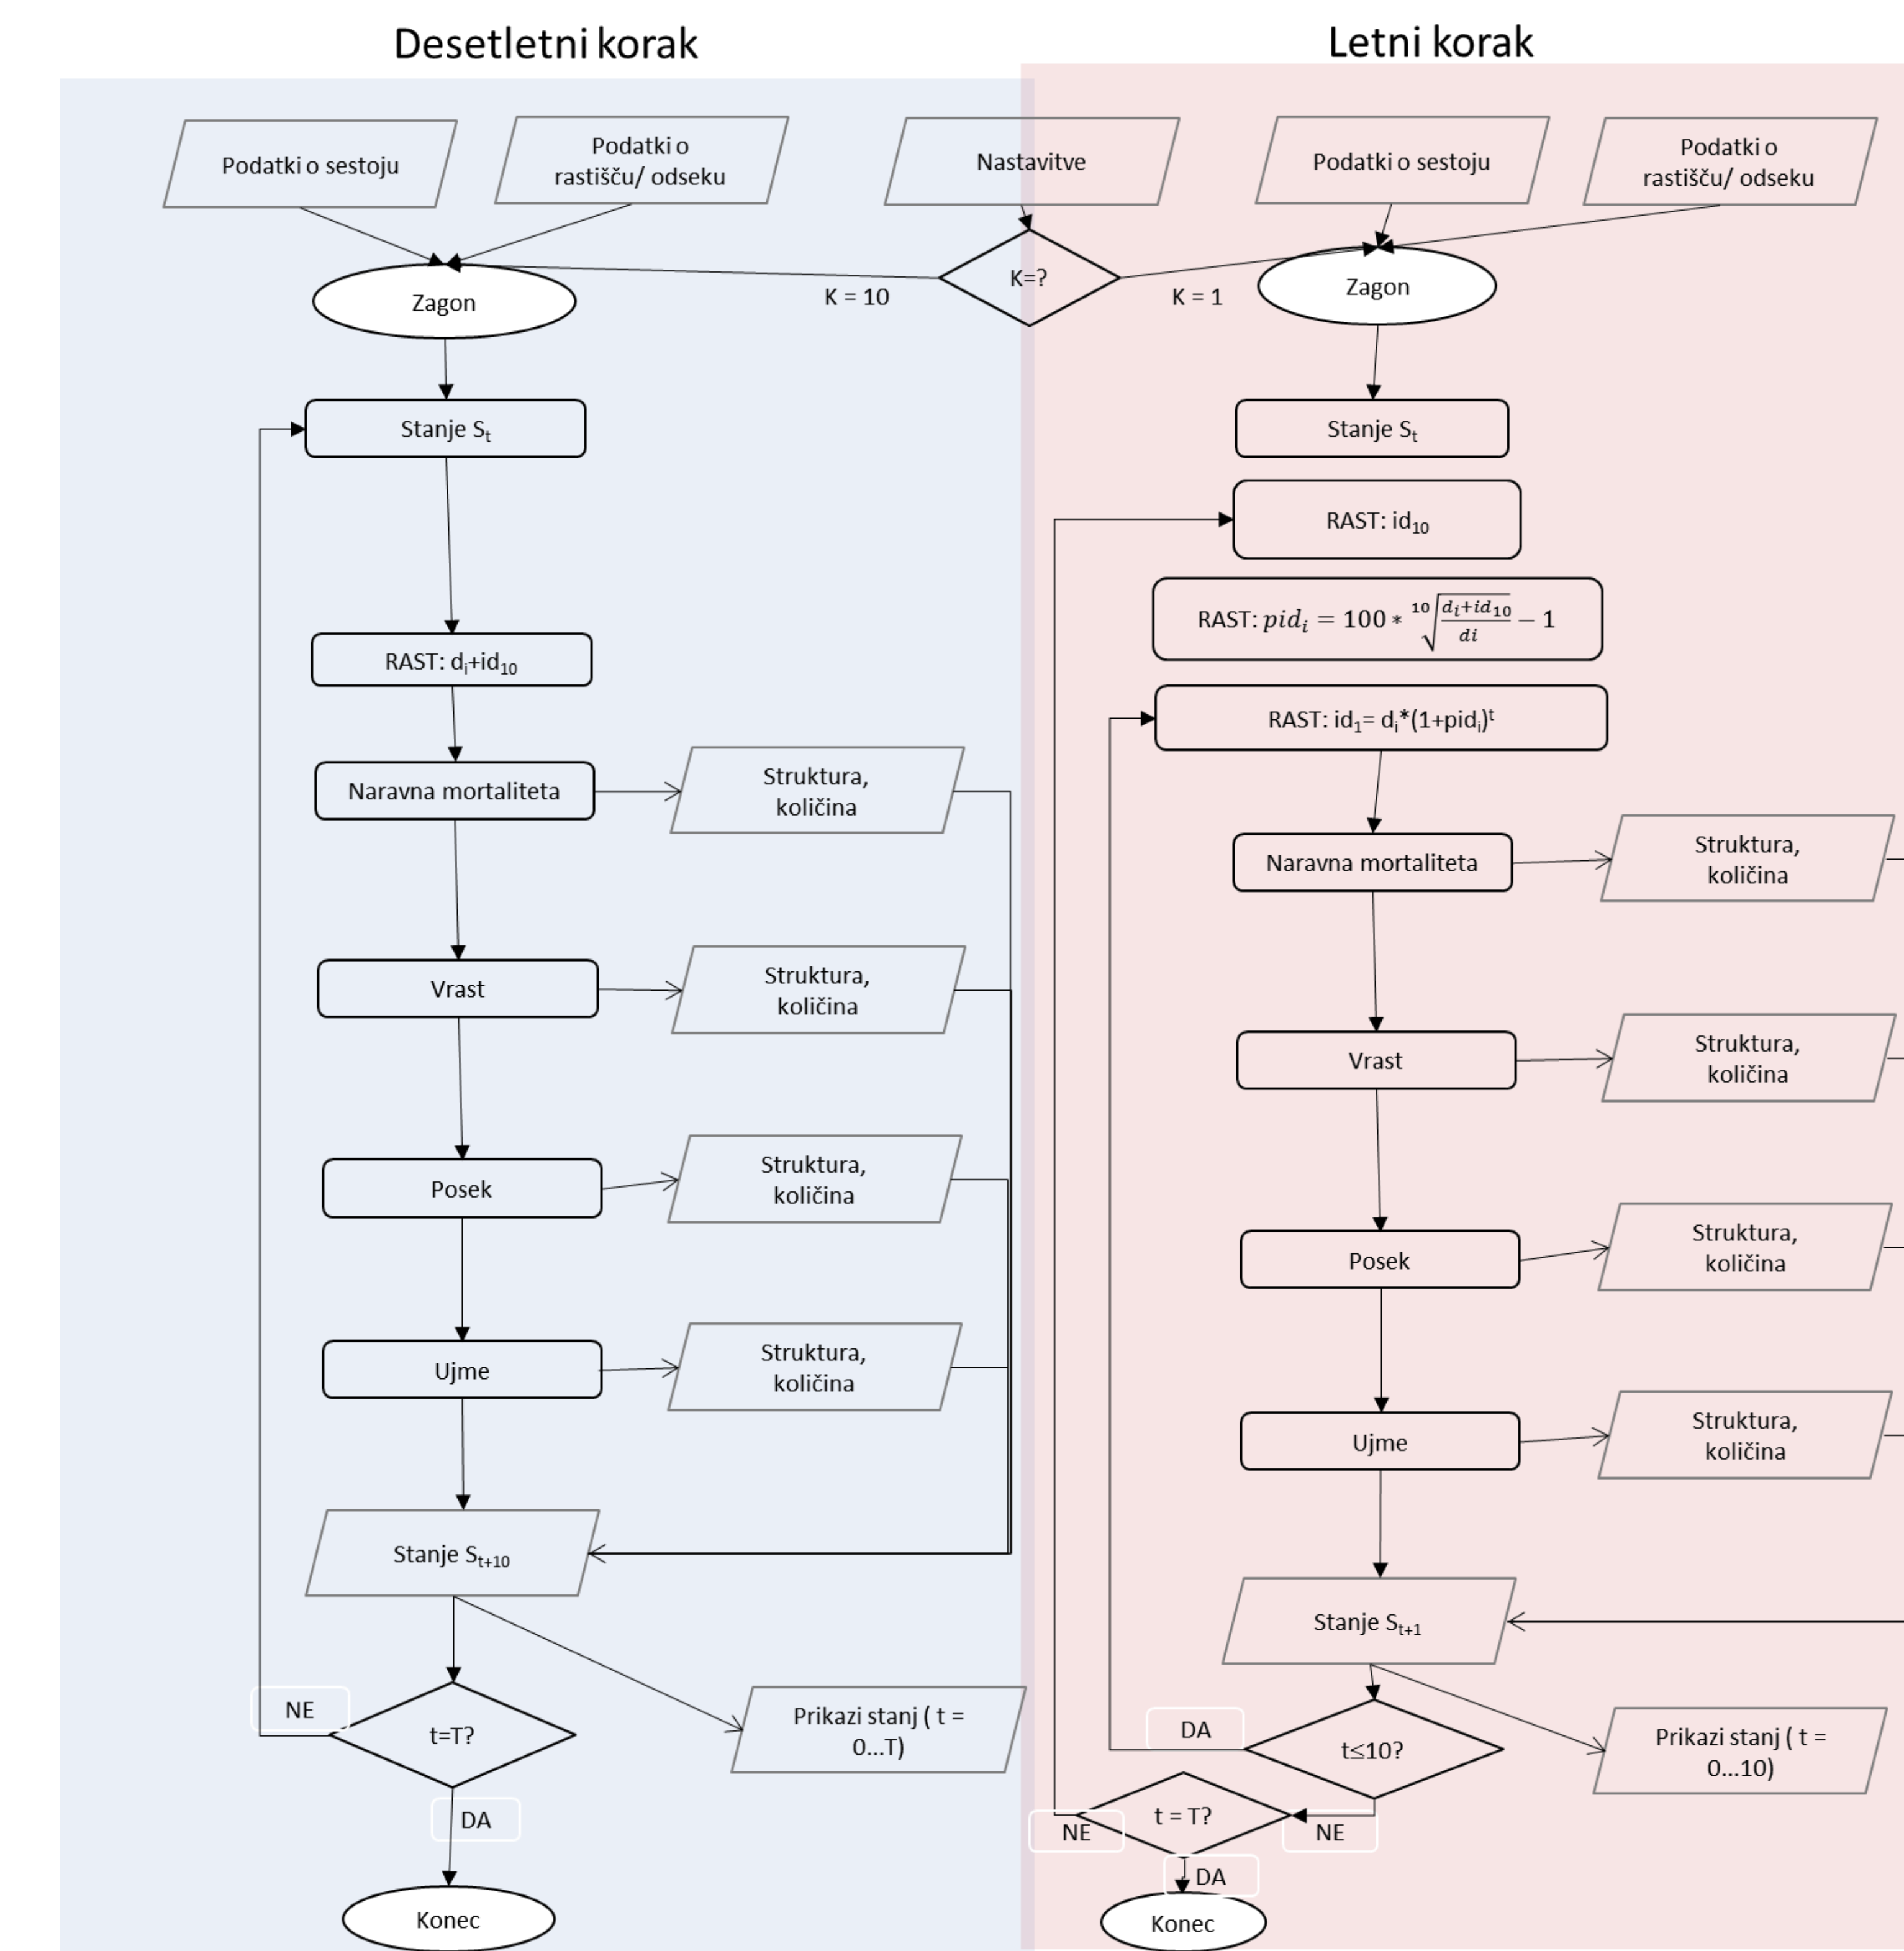 Desetletni korak
Letni korak
Podatki o sestoju
Podatki o
rastišču/ odseku
Nastavitve
Podatki o sestoju
Podatki o
rastišču/ odseku
K=?
K = 10
K = 1
Zagon
Stanje Sₜ
RAST: dᵢ+id₁₀
Naravna mortaliteta
Struktura,
količina
Vrast
Struktura,
količina
Posek
Struktura,
količina
Ujme
Struktura,
količina
Stanje Sₜ₊₁₀
NE
t=T?
Prikazi stanj ( t =
0...T)
DA
Konec
Zagon
Stanje Sₜ
RAST: id₁₀
RAST: pidᵢ = 100 * ¹⁰√((dᵢ+id₁₀)/di) − 1
RAST: id₁= dᵢ*(1+pidᵢ)ᵗ
Naravna mortaliteta
Struktura,
količina
Vrast
Struktura,
količina
Posek
Struktura,
količina
Ujme
Struktura,
količina
Stanje Sₜ₊₁
DA
t≤10?
Prikazi stanj ( t =
0...10)
NE
t = T?
NE
DA
Konec